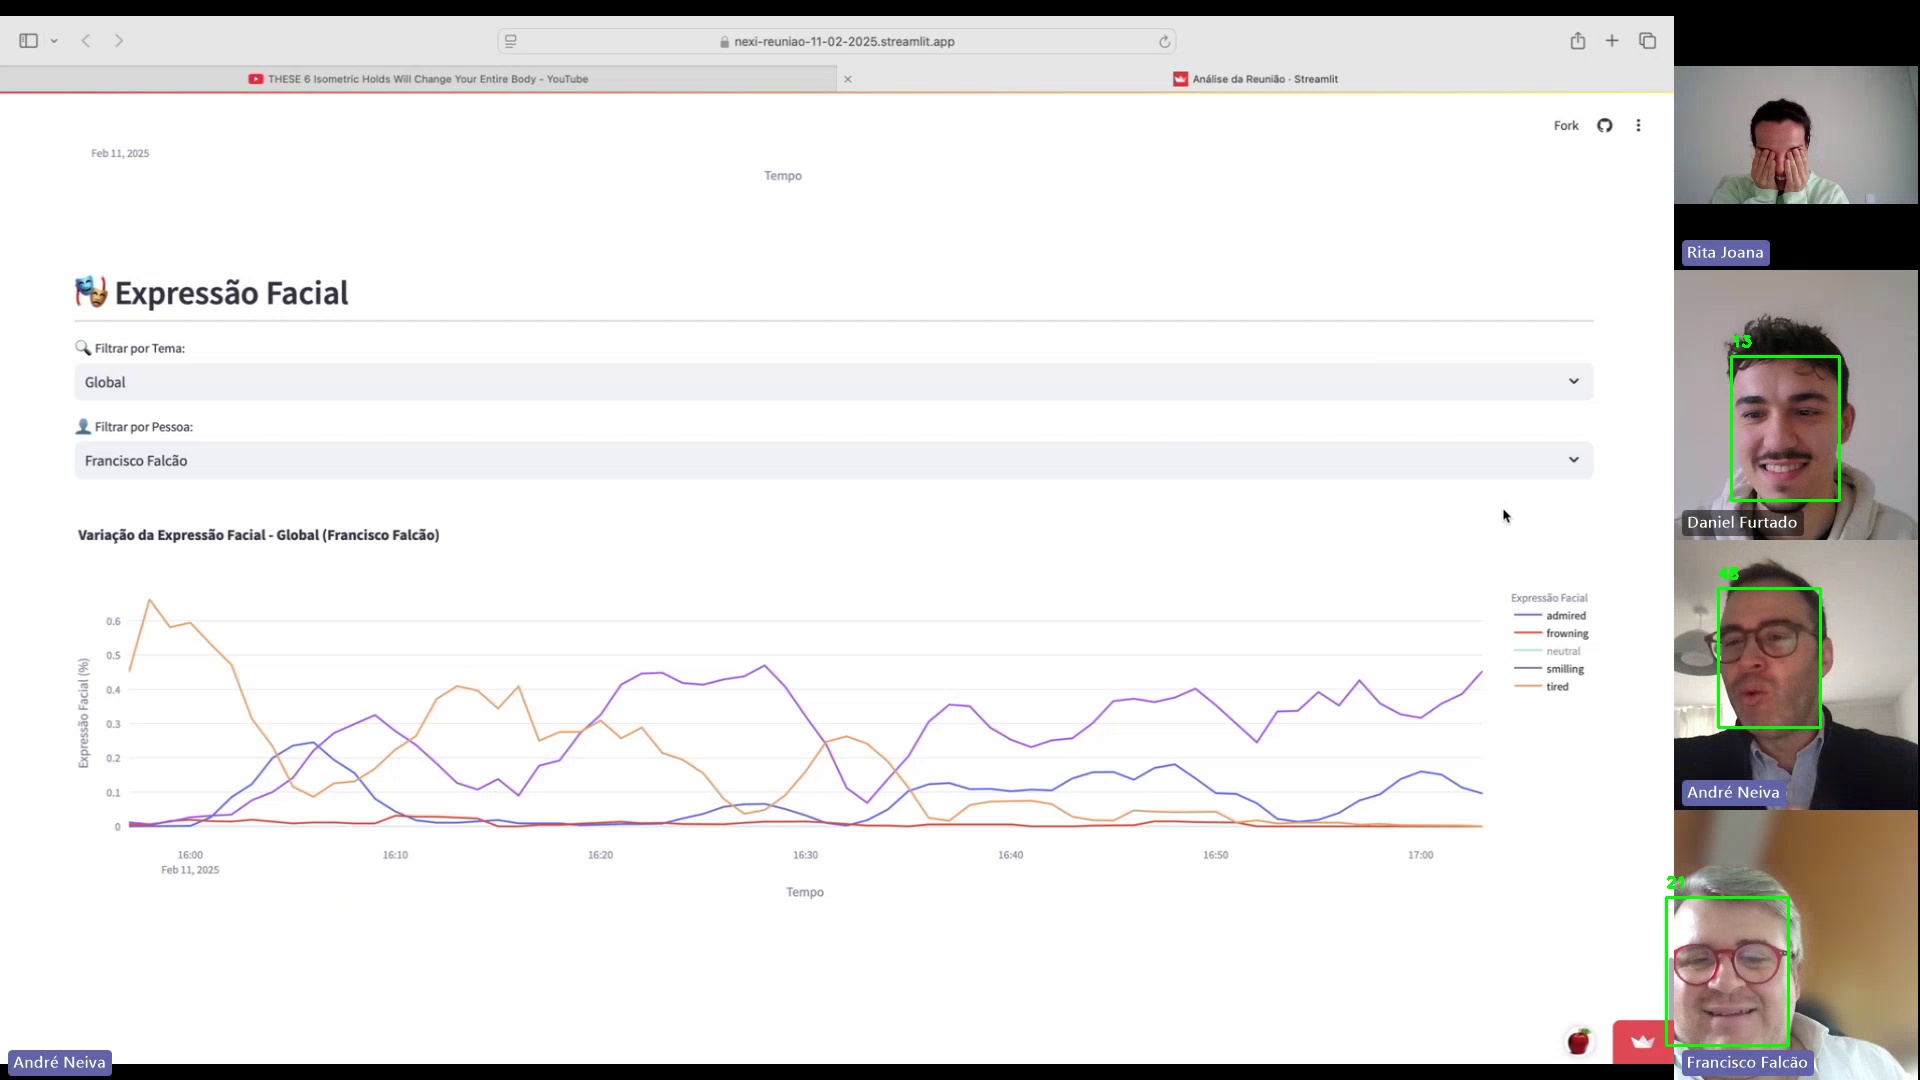 nexi-reuniao-11-02-2025.streamlit.app
THESE 6 Isometric Holds Will Change Your Entire Body - YouTube
Análise da Reunião · Streamlit
Fork
Feb 11, 2025
Tempo
Expressão Facial
Filtrar por Tema:
Global
Filtrar por Pessoa:
Francisco Falcão
Variação da Expressão Facial - Global (Francisco Falcão)
Expressão Facial (%)
0.6
0.5
0.4
0.3
0.2
0.1
0
16:00
Feb 11, 2025
16:10
16:20
16:30
16:40
16:50
17:00
Tempo
Expressão Facial
admired
frowning
neutral
smilling
tired
Rita Joana
13
Daniel Furtado
André Neiva
Francisco Falcão
André Neiva